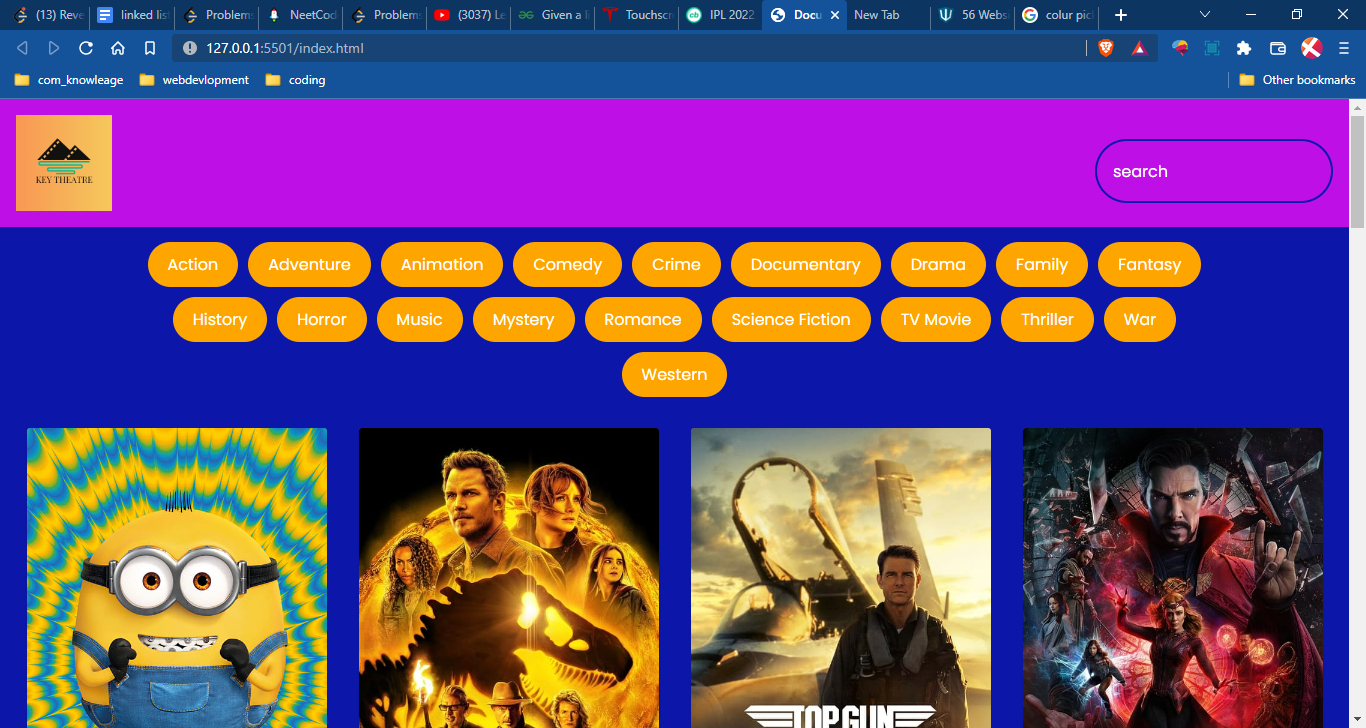 (13) Reve
linked list
Problems
NeetCod
Problems
(3037) Le
Given a li
Touchscr
IPL 2022
Docu
New Tab
56 Websi
colur pic
127.0.0.1:5501/index.html
com_knowleage
webdevlopment
coding
Other bookmarks
KEY THEATRE
search
Action Adventure Animation Comedy Crime Documentary Drama Family Fantasy
History Horror Music Mystery Romance Science Fiction TV Movie Thriller War
Western
TOP GUN